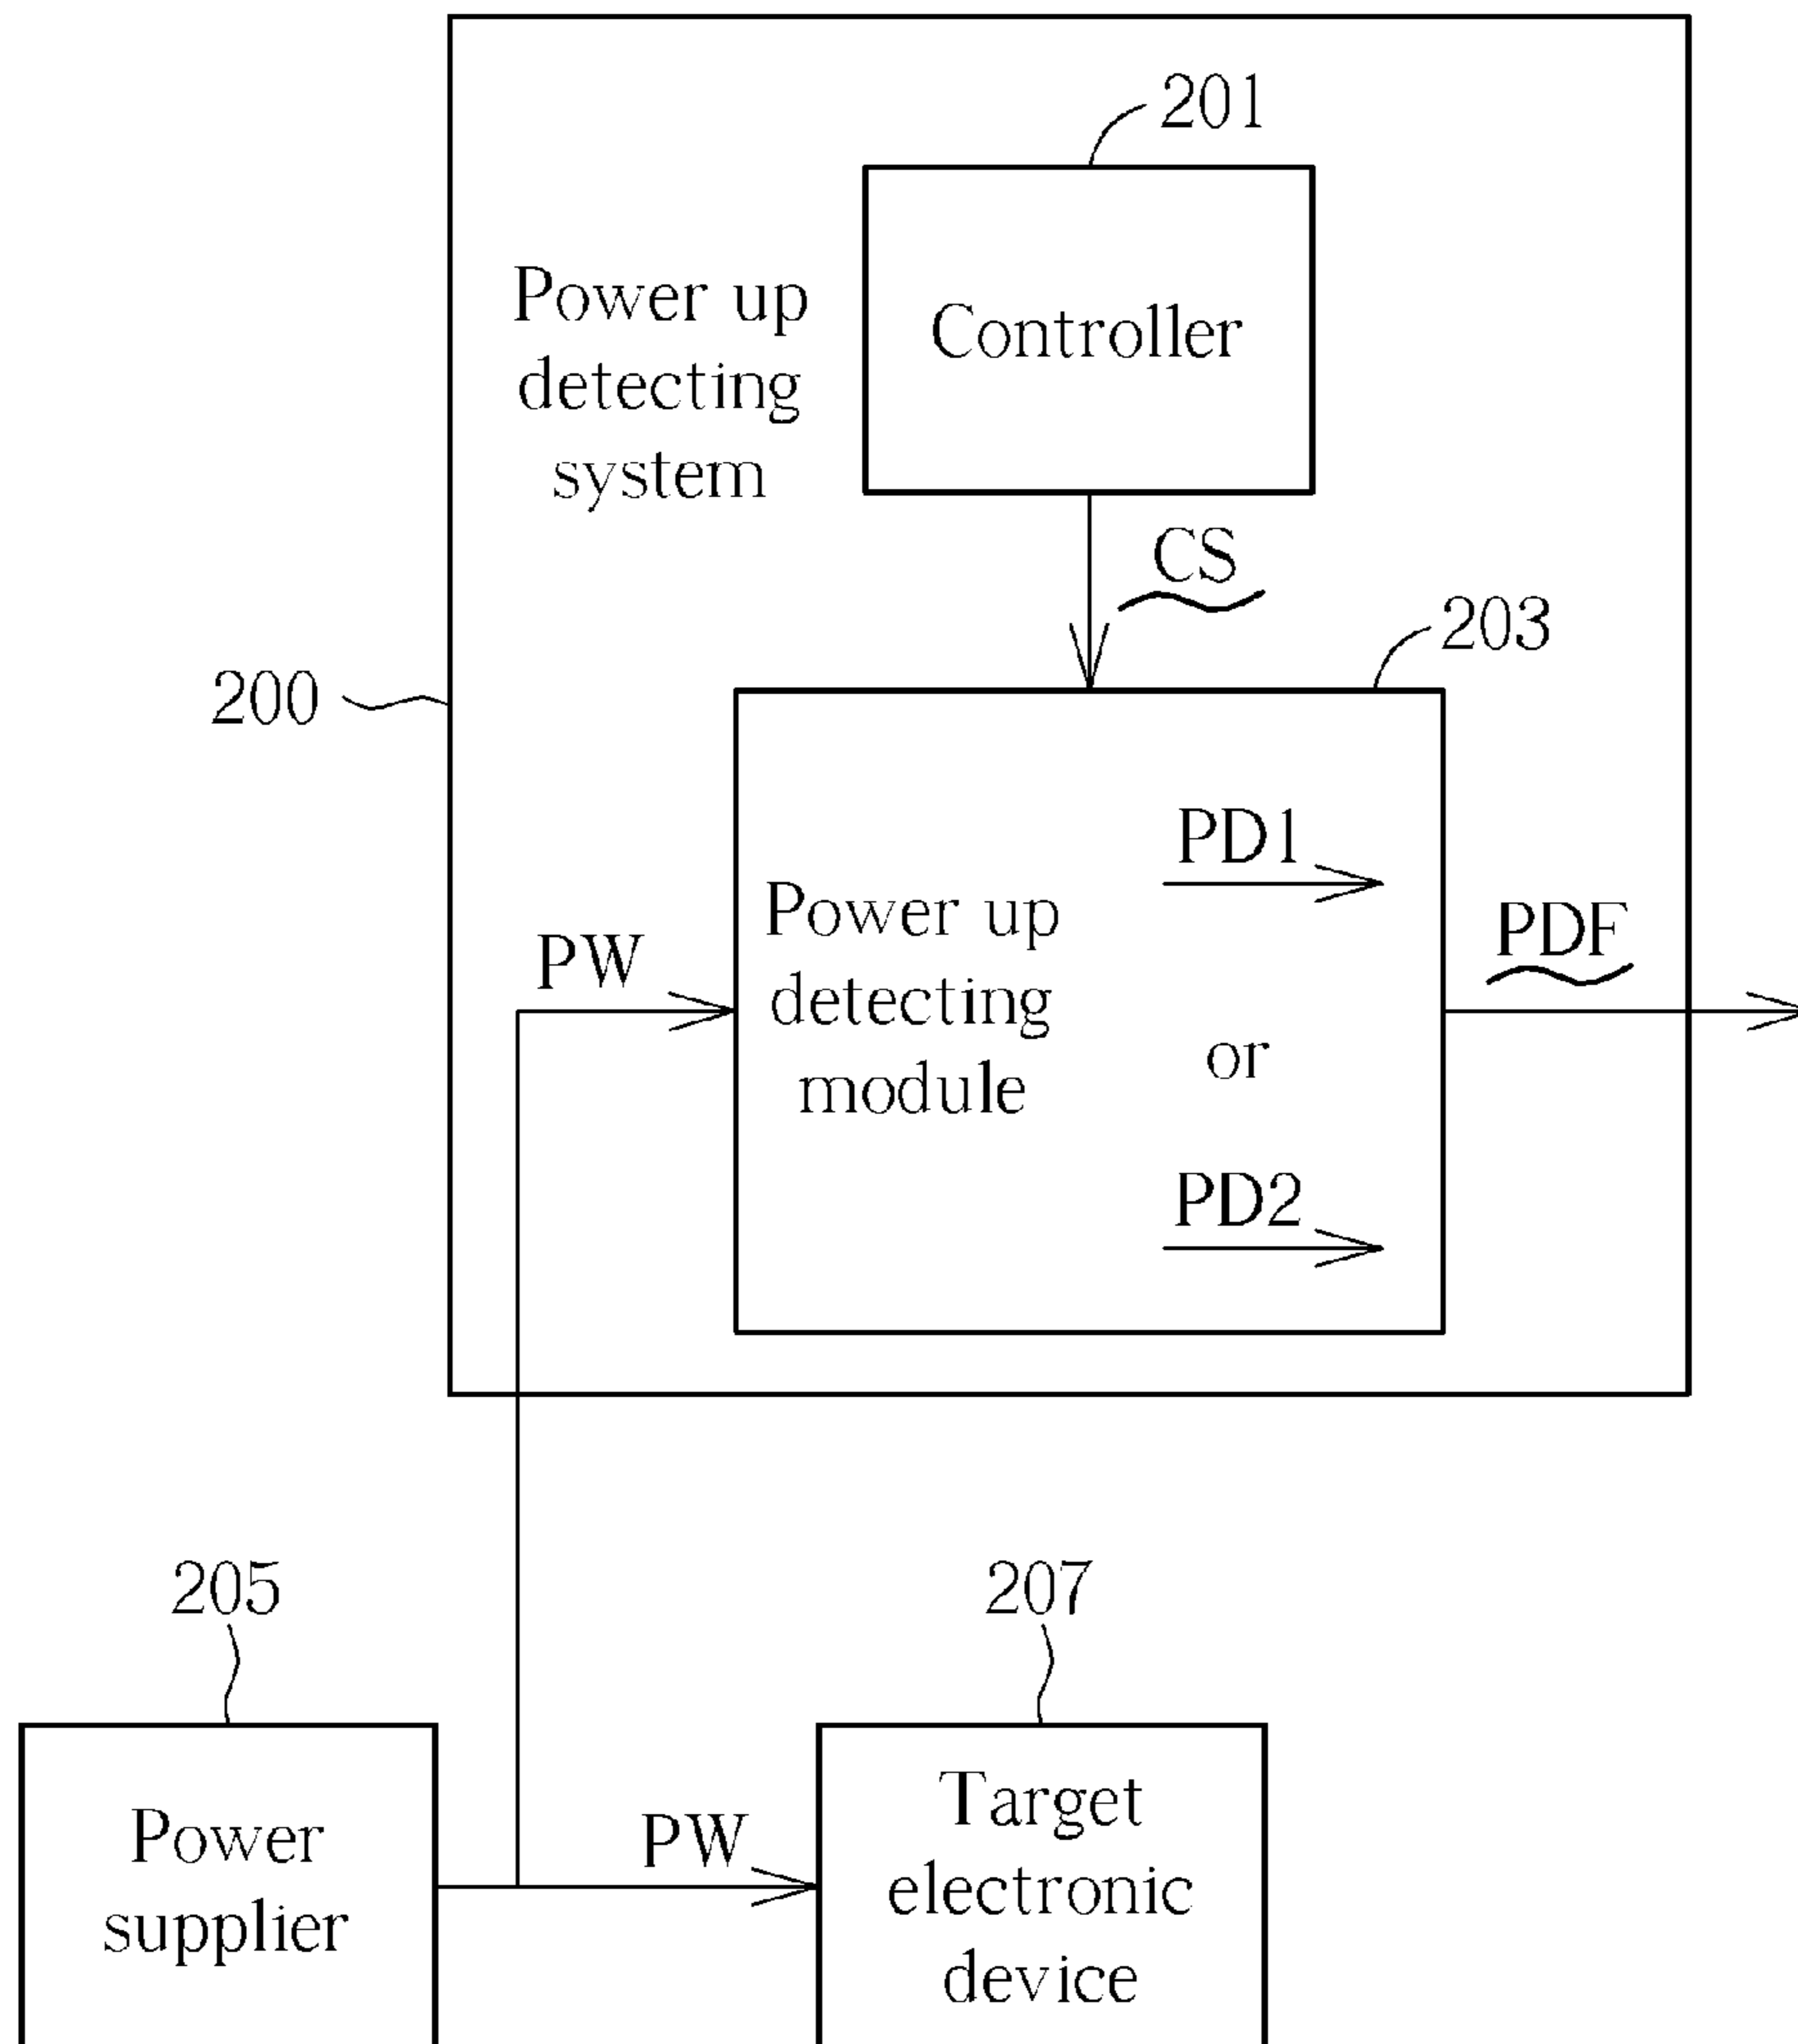 201
Power up
detecting
system
Controller
CS
203
200
PD1
Power up
detecting
module
PW
PDF
or
PD2
205
207
Power
supplier
PW
Target
electronic
device